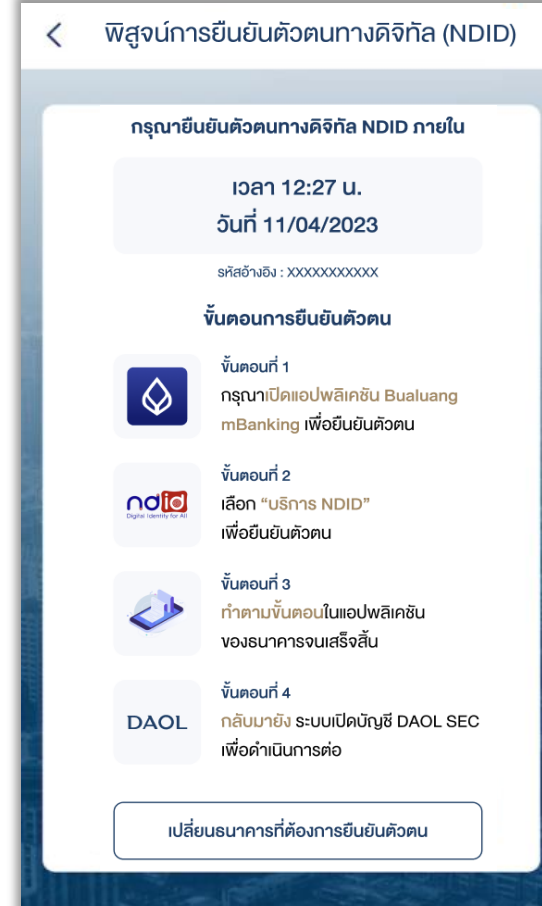 พิสูจน์การยืนยันตัวตนทางดิจิทัล (NDID)
กรุณายืนยันตัวตนทางดิจิทัล NDID ภายใน
เวลา 12:27 น.
วันที่ 11/04/2023
รหัสอ้างอิง : XXXXXXXXXXX
ขั้นตอนการยืนยันตัวตน
ขั้นตอนที่ 1
กรุณาเปิดแอปพลิเคชัน Bualuang
mBanking เพื่อยืนยันตัวตน
ndid
Digital Identity for All
ขั้นตอนที่ 2
เลือก “บริการ NDID”
เพื่อยืนยันตัวตน
ขั้นตอนที่ 3
ทำตามขั้นตอนในแอปพลิเคชัน
ของธนาคารจนเสร็จสิ้น
DAOL
ขั้นตอนที่ 4
กลับมายัง ระบบเปิดบัญชี DAOL SEC
เพื่อดำเนินการต่อ
เปลี่ยนธนาคารที่ต้องการยืนยันตัวตน